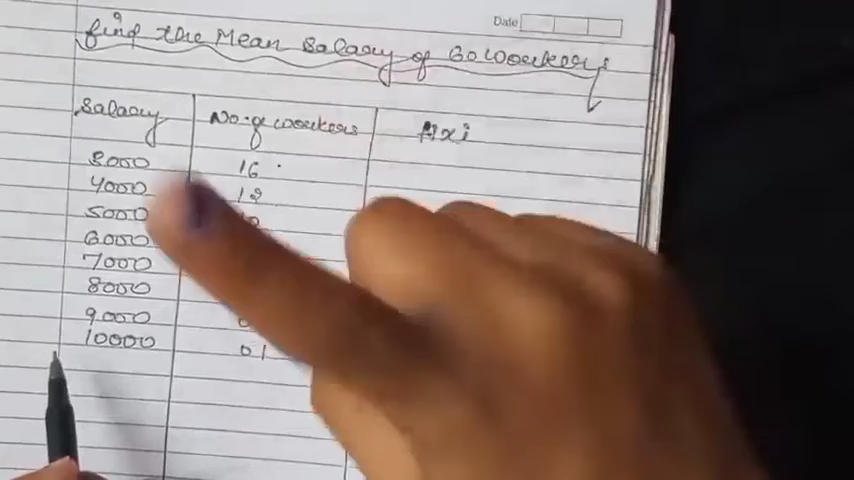 Date
find the Mean Salary of 60 workers
Salary No. of workers fixi
3000 16
4000 12
5000
6000
7000
8000
9000
10000 01